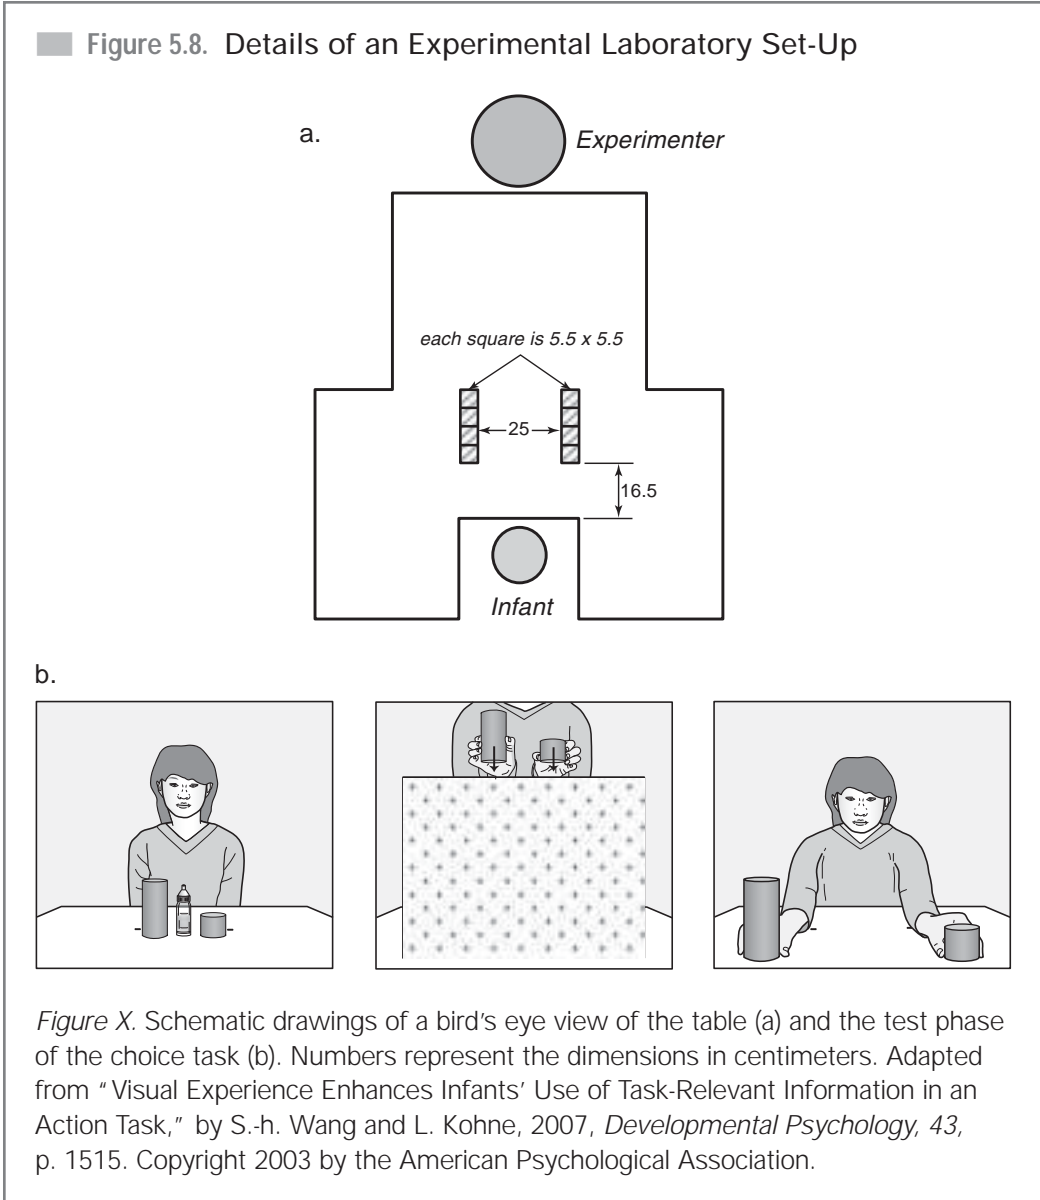 Figure 5.8. Details of an Experimental Laboratory Set-Up
a.
Experimenter
each square is 5.5 x 5.5
25
16.5
Infant
b.
Figure X. Schematic drawings of a bird's eye view of the table (a) and the test phase
of the choice task (b). Numbers represent the dimensions in centimeters. Adapted
from “Visual Experience Enhances Infants' Use of Task-Relevant Information in an
Action Task,” by S.-h. Wang and L. Kohne, 2007, Developmental Psychology, 43,
p. 1515. Copyright 2003 by the American Psychological Association.